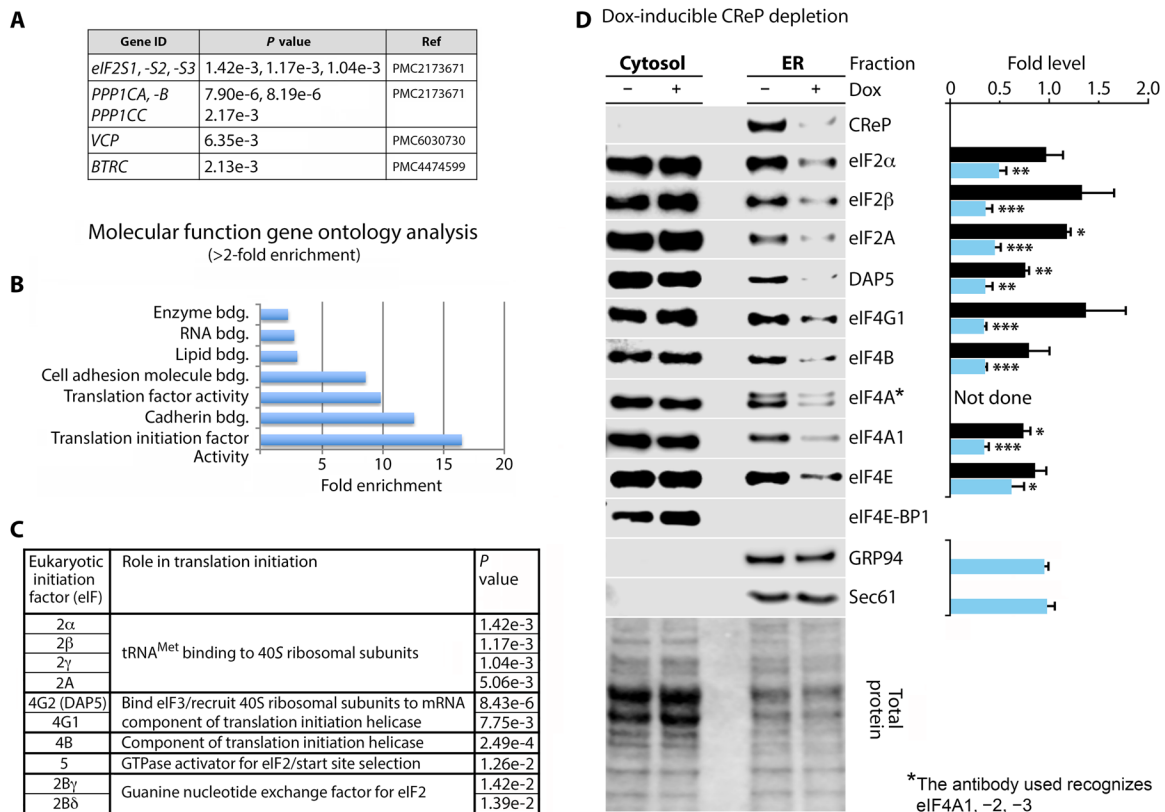 A
Gene ID P value Ref
eIF2S1, -S2, -S3 1.42e-3, 1.17e-3, 1.04e-3 PMC2173671
PPP1CA, -B 7.90e-6, 8.19e-6 PMC2173671
PPP1CC 2.17e-3
VCP 6.35e-3 PMC6030730
BTRC 2.13e-3 PMC4474599
Molecular function gene ontology analysis
(>2-fold enrichment)
B
Enzyme bdg.
RNA bdg.
Lipid bdg.
Cell adhesion molecule bdg.
Translation factor activity
Cadherin bdg.
Translation initiation factor
Activity
5 10 15 20
Fold enrichment
C
Eukaryotic Role in translation initiation P
initiation value
factor (eIF)
2α 1.42e-3
2β 1.17e-3
tRNAMet binding to 40S ribosomal subunits
2γ 1.04e-3
2A 5.06e-3
4G2 (DAP5) Bind eIF3/recruit 40S ribosomal subunits to mRNA 8.43e-6
4G1 component of translation initiation helicase 7.75e-3
4B Component of translation initiation helicase 2.49e-4
5 GTPase activator for eIF2/start site selection 1.26e-2
2Bγ 1.42e-2
Guanine nucleotide exchange factor for eIF2
2Bδ 1.39e-2
D Dox-inducible CReP depletion
Cytosol ER Fraction Fold level
− + − + Dox 0 0.5 1.0 1.5 2.0
CReP
eIF2α **
eIF2β ***
eIF2A * ***
DAP5 ** **
eIF4G1 ***
eIF4B ***
eIF4A* Not done
eIF4A1 * ***
eIF4E *
eIF4E-BP1
GRP94
Sec61
Total
protein
*The antibody used recognizes
eIF4A1, −2, −3